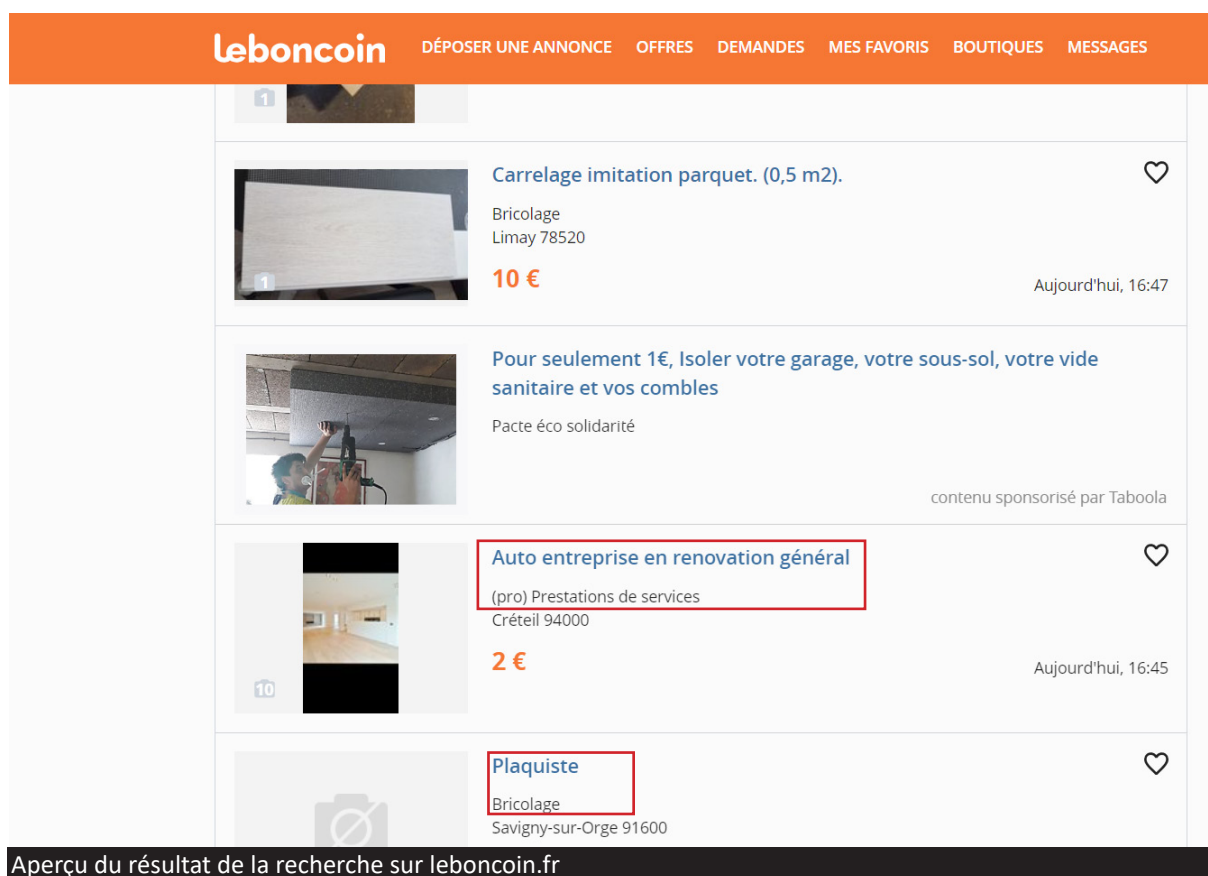 leboncoin DÉPOSER UNE ANNONCE OFFRES DEMANDES MES FAVORIS BOUTIQUES MESSAGES
1
Carrelage imitation parquet. (0,5 m2).
Bricolage
Limay 78520
1
10 €
Aujourd'hui, 16:47
Pour seulement 1€, Isoler votre garage, votre sous-sol, votre vide
sanitaire et vos combles
Pacte éco solidarité
contenu sponsorisé par Taboola
Auto entreprise en renovation général
(pro) Prestations de services
Créteil 94000
2 €
10
Aujourd'hui, 16:45
Plaquiste
Bricolage
Savigny-sur-Orge 91600
Aperçu du résultat de la recherche sur leboncoin.fr